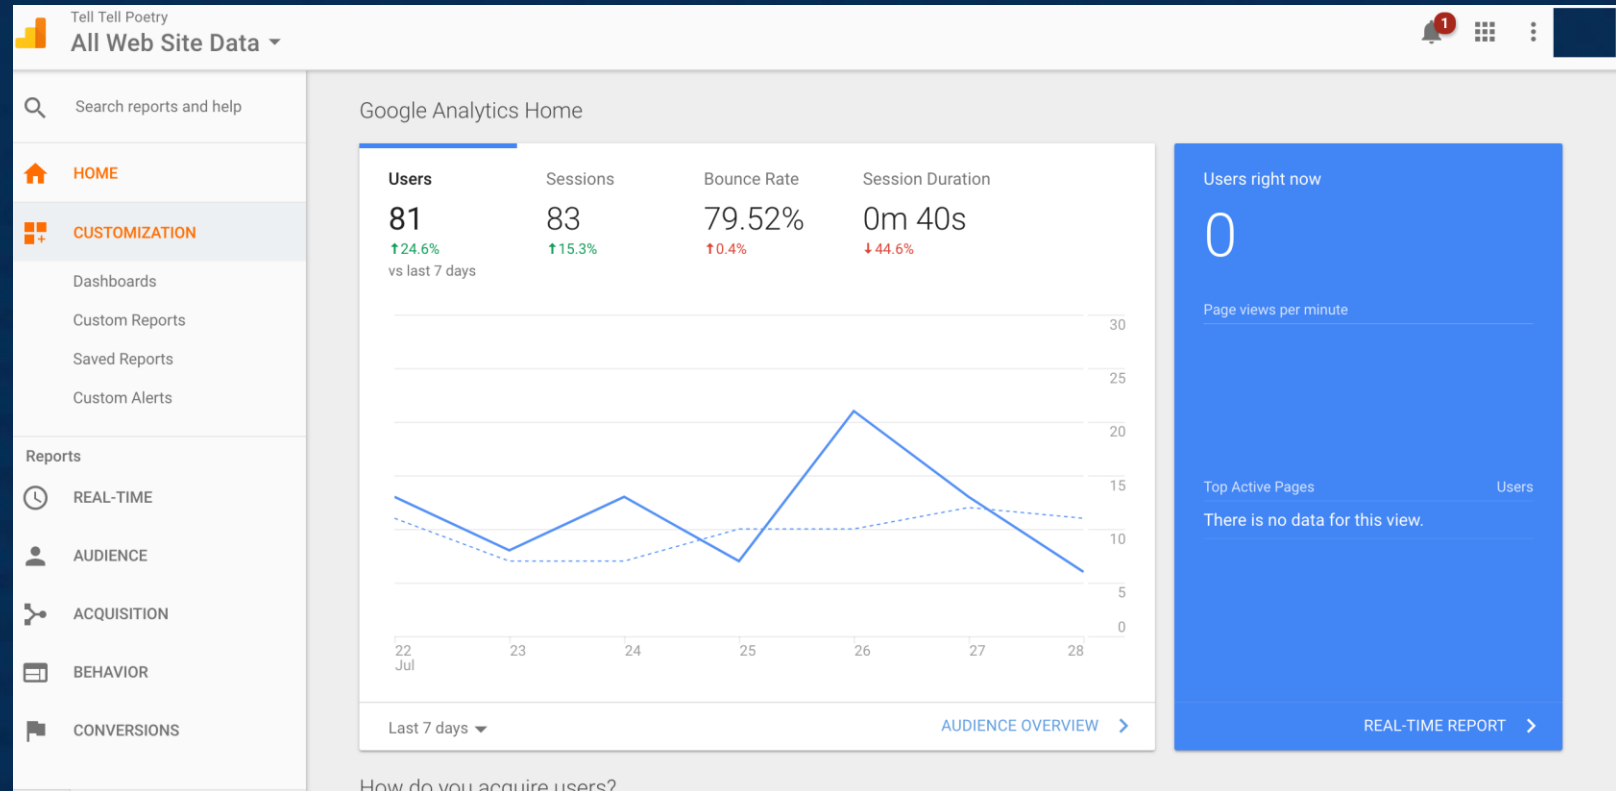 Tell Tell Poetry
All Web Site Data
1
Search reports and help
HOME
CUSTOMIZATION
Dashboards
Custom Reports
Saved Reports
Custom Alerts
Reports
REAL-TIME
AUDIENCE
ACQUISITION
BEHAVIOR
CONVERSIONS
Google Analytics Home
Users Sessions Bounce Rate Session Duration
81 83 79.52% 0m 40s
↑24.6% ↑15.3% ↑0.4% ↓44.6%
vs last 7 days
30
25
20
15
10
5
0
22 23 24 25 26 27 28
Jul
Last 7 days
AUDIENCE OVERVIEW
Users right now
0
Page views per minute
Top Active Pages Users
There is no data for this view.
REAL-TIME REPORT
How do you acquire users?